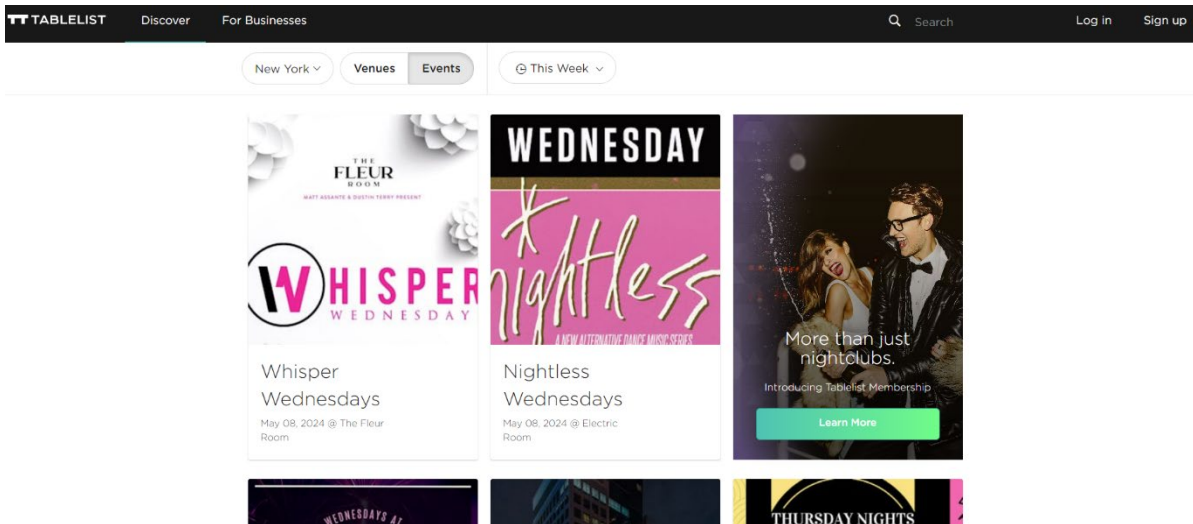 TABLELIST
Discover
For Businesses
Search
Log in
Sign up
New York
Venues
Events
This Week
THE
FLEUR
ROOM
MATT ASSANTE & DUSTIN TERRY PRESENT
WHISPER
WEDNESDAY
Whisper
Wednesdays
May 08, 2024 @ The Fleur
Room
WEDNESDAY
nightless
A NEW ALTERNATIVE DANCE MUSIC SERIES
Nightless
Wednesdays
May 08, 2024 @ Electric
Room
More than just
nightclubs.
Introducing Tablelist Membership
Learn More
WEDNESDAYS AT
THURSDAY NIGHTS